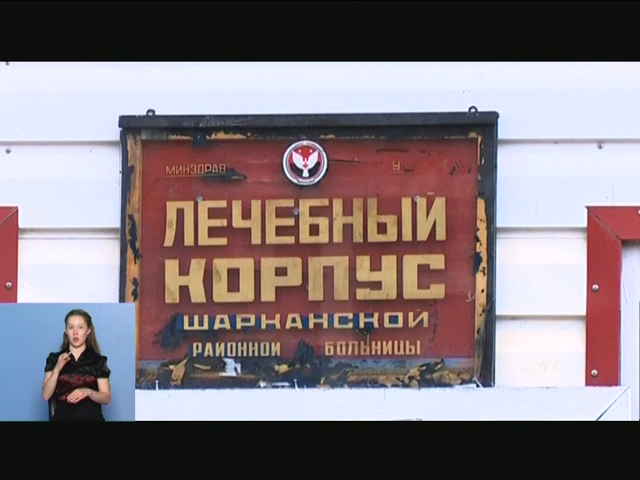 МИНЗДРАВ У
ЛЕЧЕБНЫЙ
КОРПУС
ШАРКАНСКОЙ
РАЙОННОЙ БОЛЬНИЦЫ